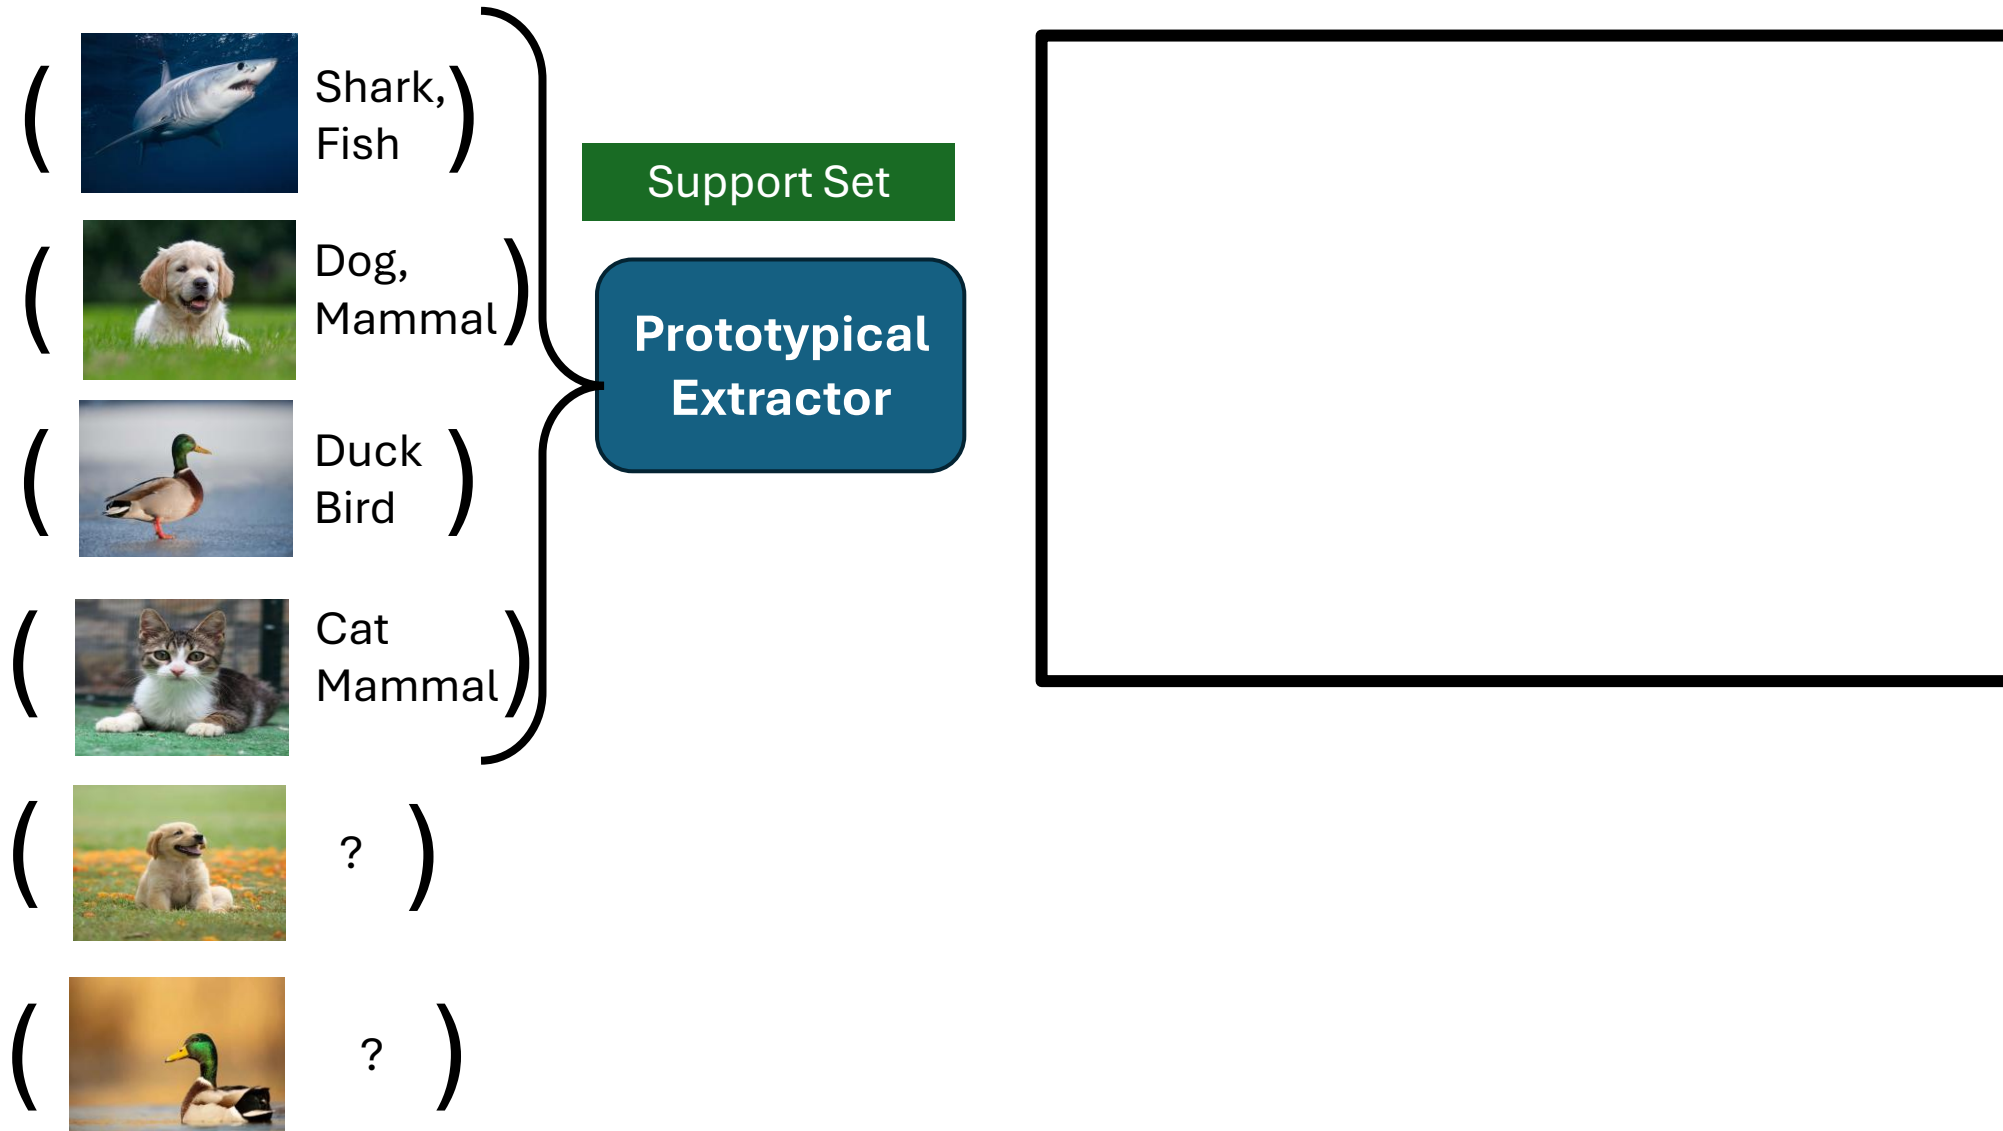 ( Shark,
Fish )
( Dog,
Mammal )
( Duck
Bird )
( Cat
Mammal )
( ? )
( ? )
Support Set
Prototypical
Extractor